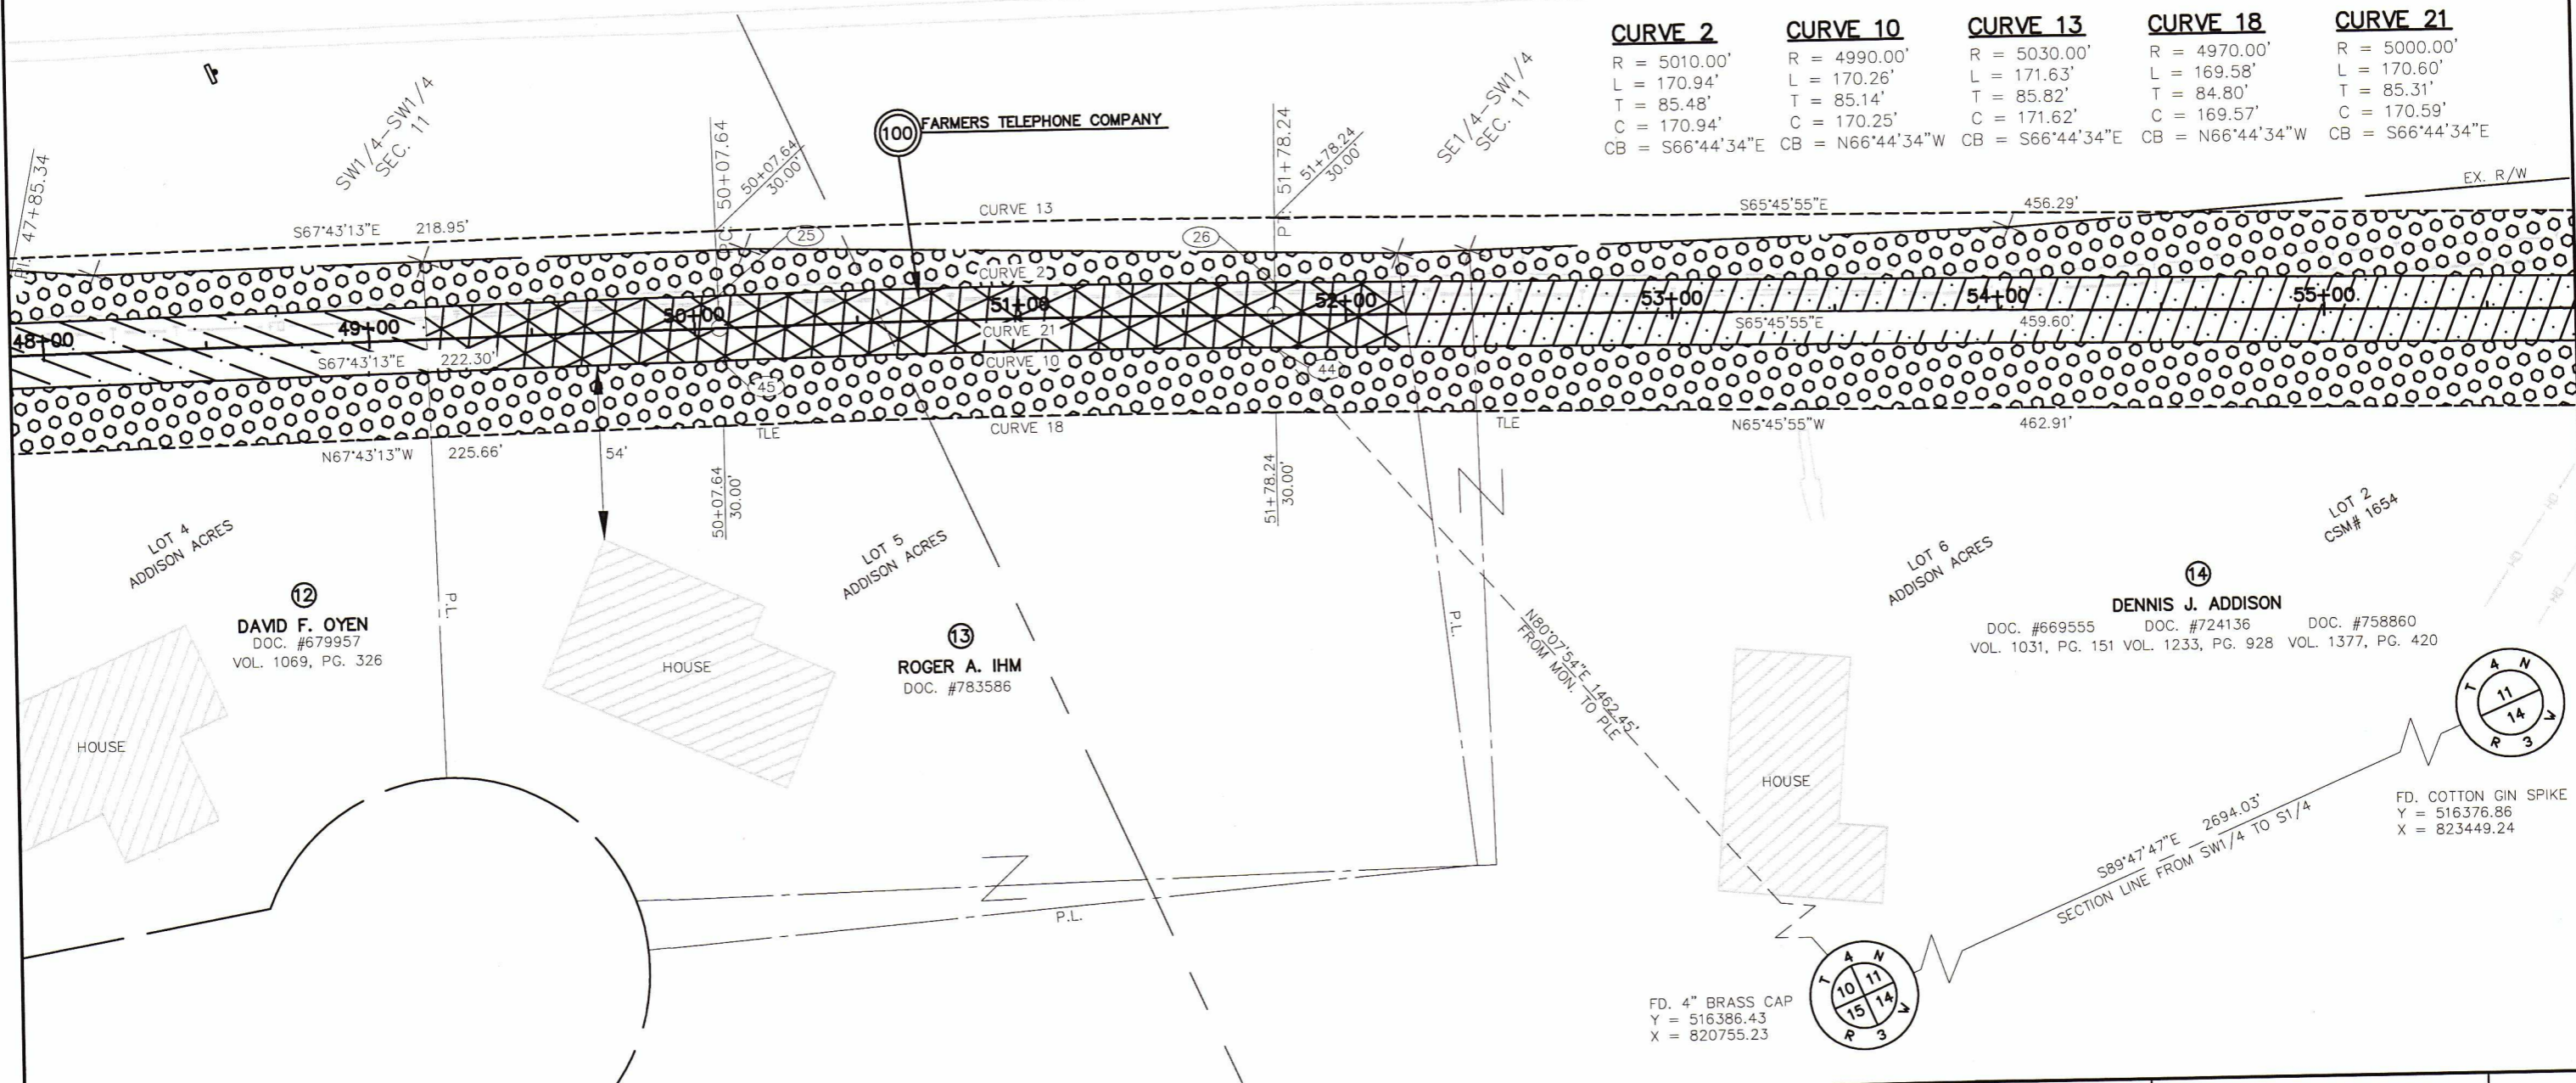 CURVE 2
R = 5010.00'
L = 170.94'
T = 85.48'
C = 170.94'
CB = S66°44'34"E
CURVE 10
R = 4990.00'
L = 170.26'
T = 85.14'
C = 170.25'
CB = N66°44'34"W
CURVE 13
R = 5030.00'
L = 171.63'
T = 85.82'
C = 171.62'
CB = S66°44'34"E
CURVE 18
R = 4970.00'
L = 169.58'
T = 84.80'
C = 169.57'
CB = N66°44'34"W
CURVE 21
R = 5000.00'
L = 170.60'
T = 85.31'
C = 170.59'
CB = S66°44'34"E
P.I. 47+85.34
SW1/4-SW1/4
SEC. 11
P.C. 50+07.64
50+07.64
30.00'
100
FARMERS TELEPHONE COMPANY
P.T. 51+78.24
51+78.24
30.00'
SE1/4-SW1/4
SEC. 11
EX. R/W
S67°43'13"E 218.95'
CURVE 13
S65°45'55"E 456.29'
25
26
CURVE 2
48+00
49+00
50+00
51+00
52+00
53+00
54+00
55+00
S67°43'13"E 222.30'
CURVE 21
S65°45'55"E 459.60'
CURVE 10
45
44
N67°43'13"W 225.66'
54'
TLE
CURVE 18
TLE
N65°45'55"W 462.91'
50+07.64
30.00'
51+78.24
30.00'
LOT 4
ADDISON ACRES
12
DAVID F. OYEN
DOC. #679957
VOL. 1069, PG. 326
P.L.
HOUSE
HOUSE
LOT 5
ADDISON ACRES
13
ROGER A. IHM
DOC. #783586
P.L.
P.L.
N80°07'54"E 1462.45'
FROM MON. TO PLE
HOUSE
LOT 6
ADDISON ACRES
LOT 2
CSM# 1654
14
DENNIS J. ADDISON
DOC. #669555 DOC. #724136 DOC. #758860
VOL. 1031, PG. 151 VOL. 1233, PG. 928 VOL. 1377, PG. 420
T 4 N
11
14
R 3 W
FD. COTTON GIN SPIKE
Y = 516376.86
X = 823449.24
S89°47'47"E 2694.03'
SECTION LINE FROM SW1/4 TO S1/4
T 4 N
10 11
15 14
R 3 W
FD. 4" BRASS CAP
Y = 516386.43
X = 820755.23